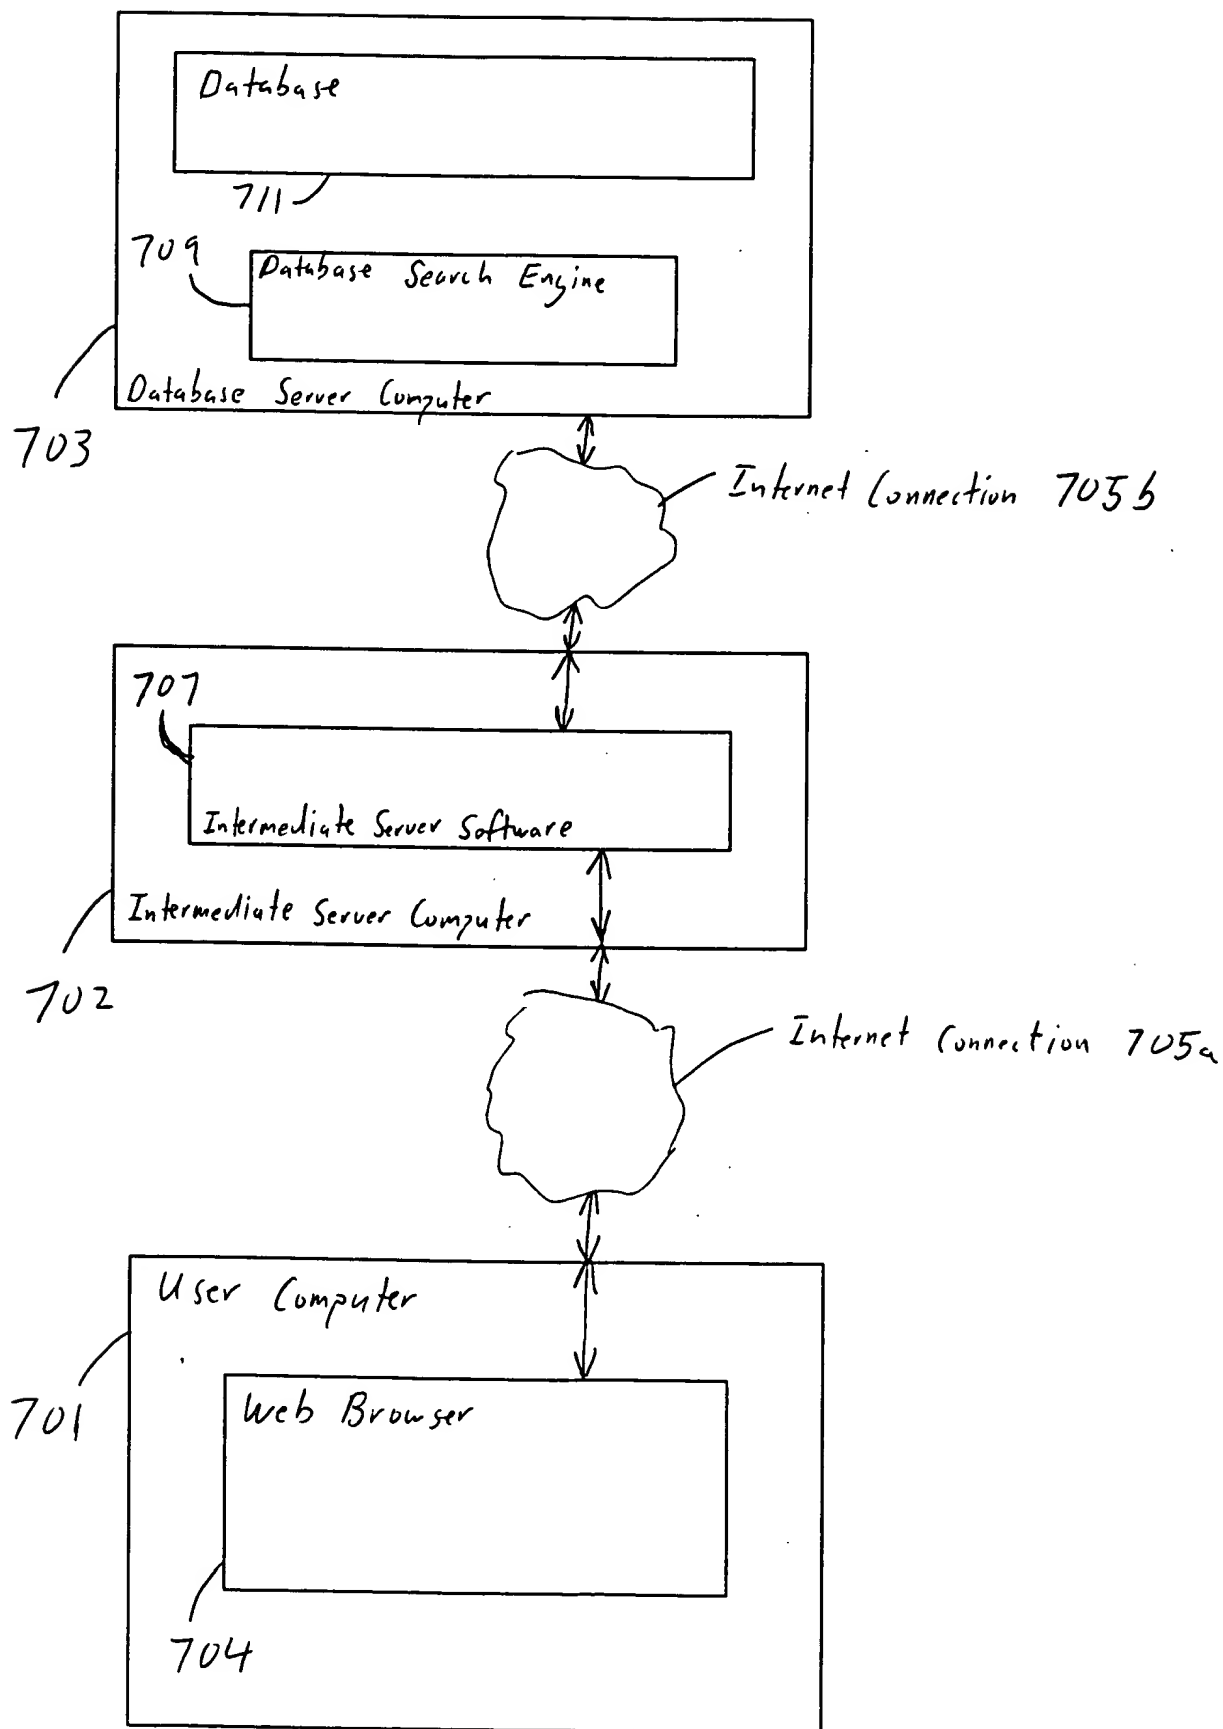 Database
711
709
Database Search Engine
Database Server Computer
703
Internet Connection 705b
707
Intermediate Server Software
Intermediate Server Computer
702
Internet Connection 705a
User Computer
701
Web Browser
704